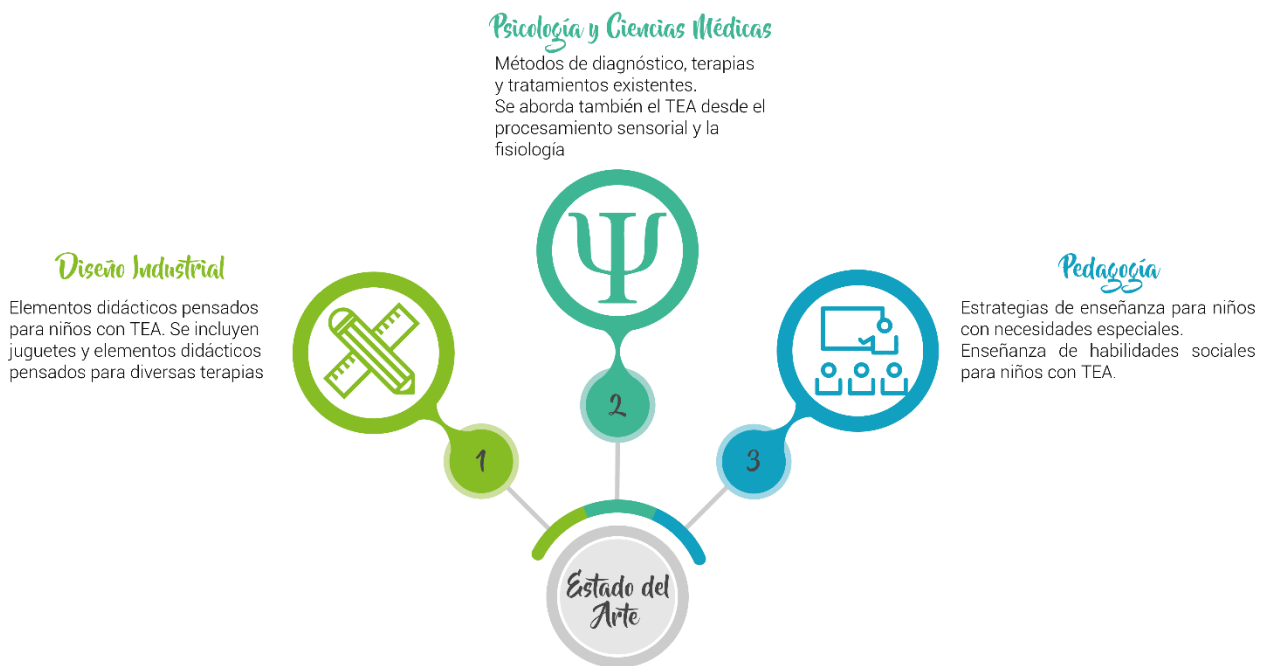 Psicología y Ciencias Médicas
Métodos de diagnóstico, terapias
y tratamientos existentes.
Se aborda también el TEA desde el
procesamiento sensorial y la
fisiología
Diseño Industrial
Elementos didácticos pensados
para niños con TEA. Se incluyen
juguetes y elementos didácticos
pensados para diversas terapias
Pedagogía
Estrategias de enseñanza para niños
con necesidades especiales.
Enseñanza de habilidades sociales
para niños con TEA.
Ψ
1
2
3
Estado del
Arte